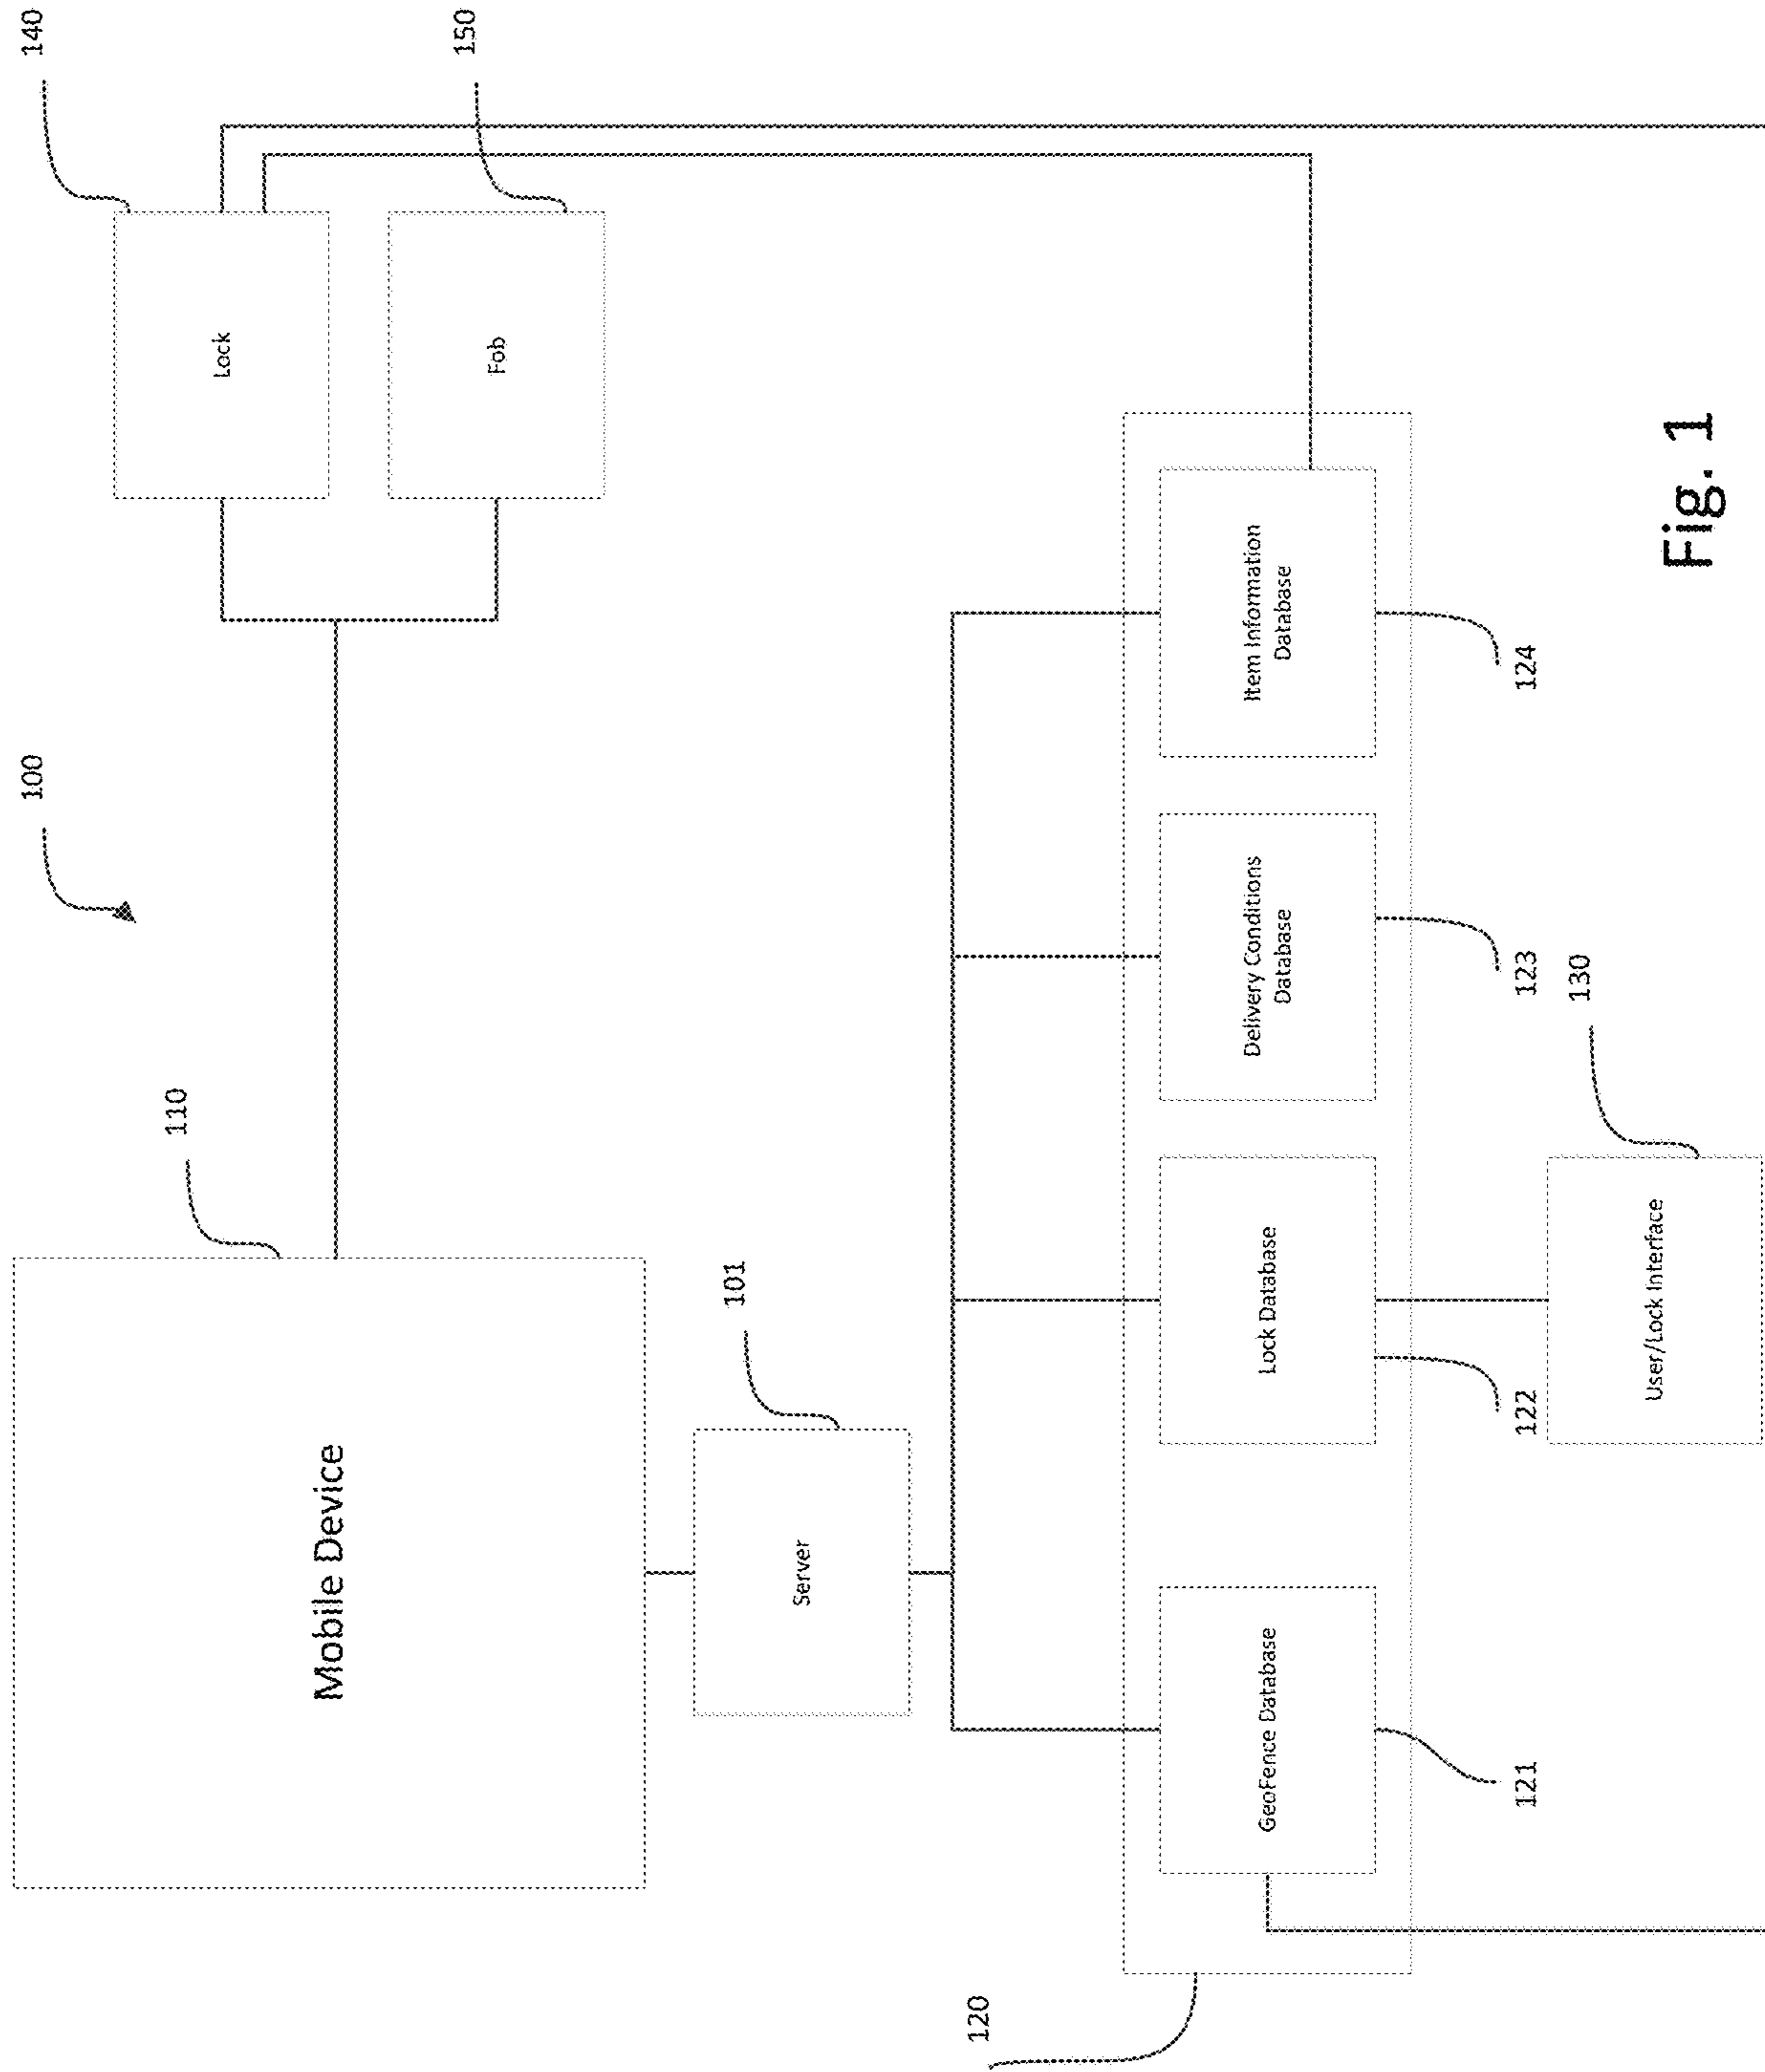 100
140
150
110
Mobile Device
Lock
Fob
101
Server
120
GeoFence Database
Lock Database
Delivery Conditions
Database
Item Information
Database
121
122
123
124
130
User/Lock Interface
Fig. 1